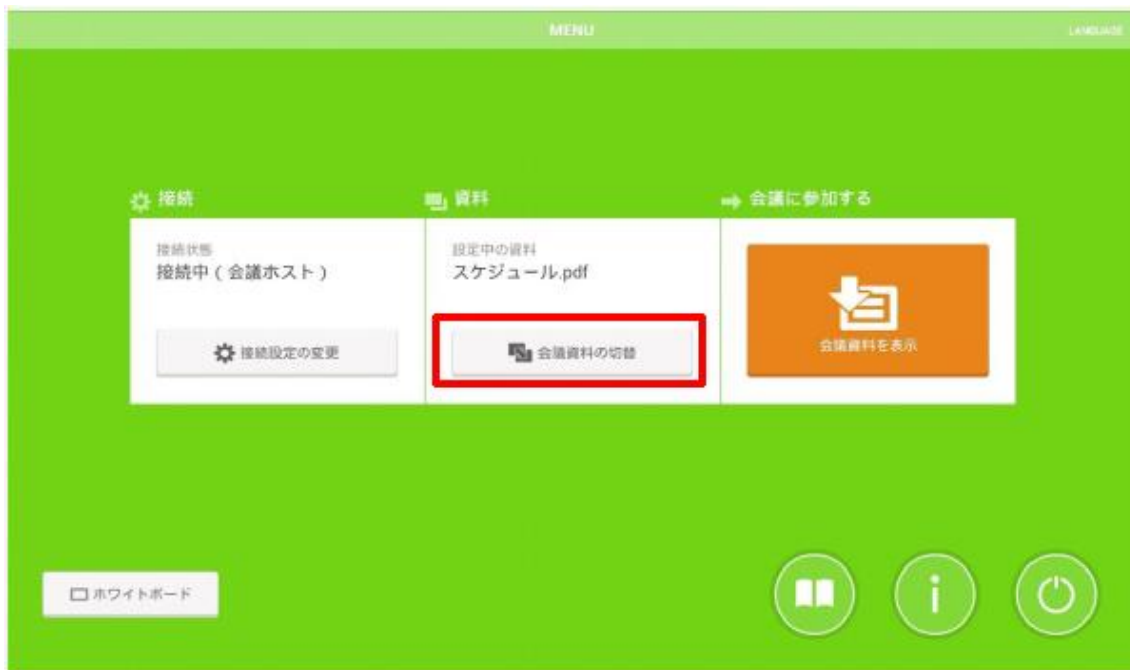 MENU
LANGUAGE
接続
資料
会議に参加する
接続状態
接続中 ( 会議ホスト )
設定中の資料
スケジュール.pdf
接続設定の変更
会議資料の切替
会議資料を表示
ホワイトボード